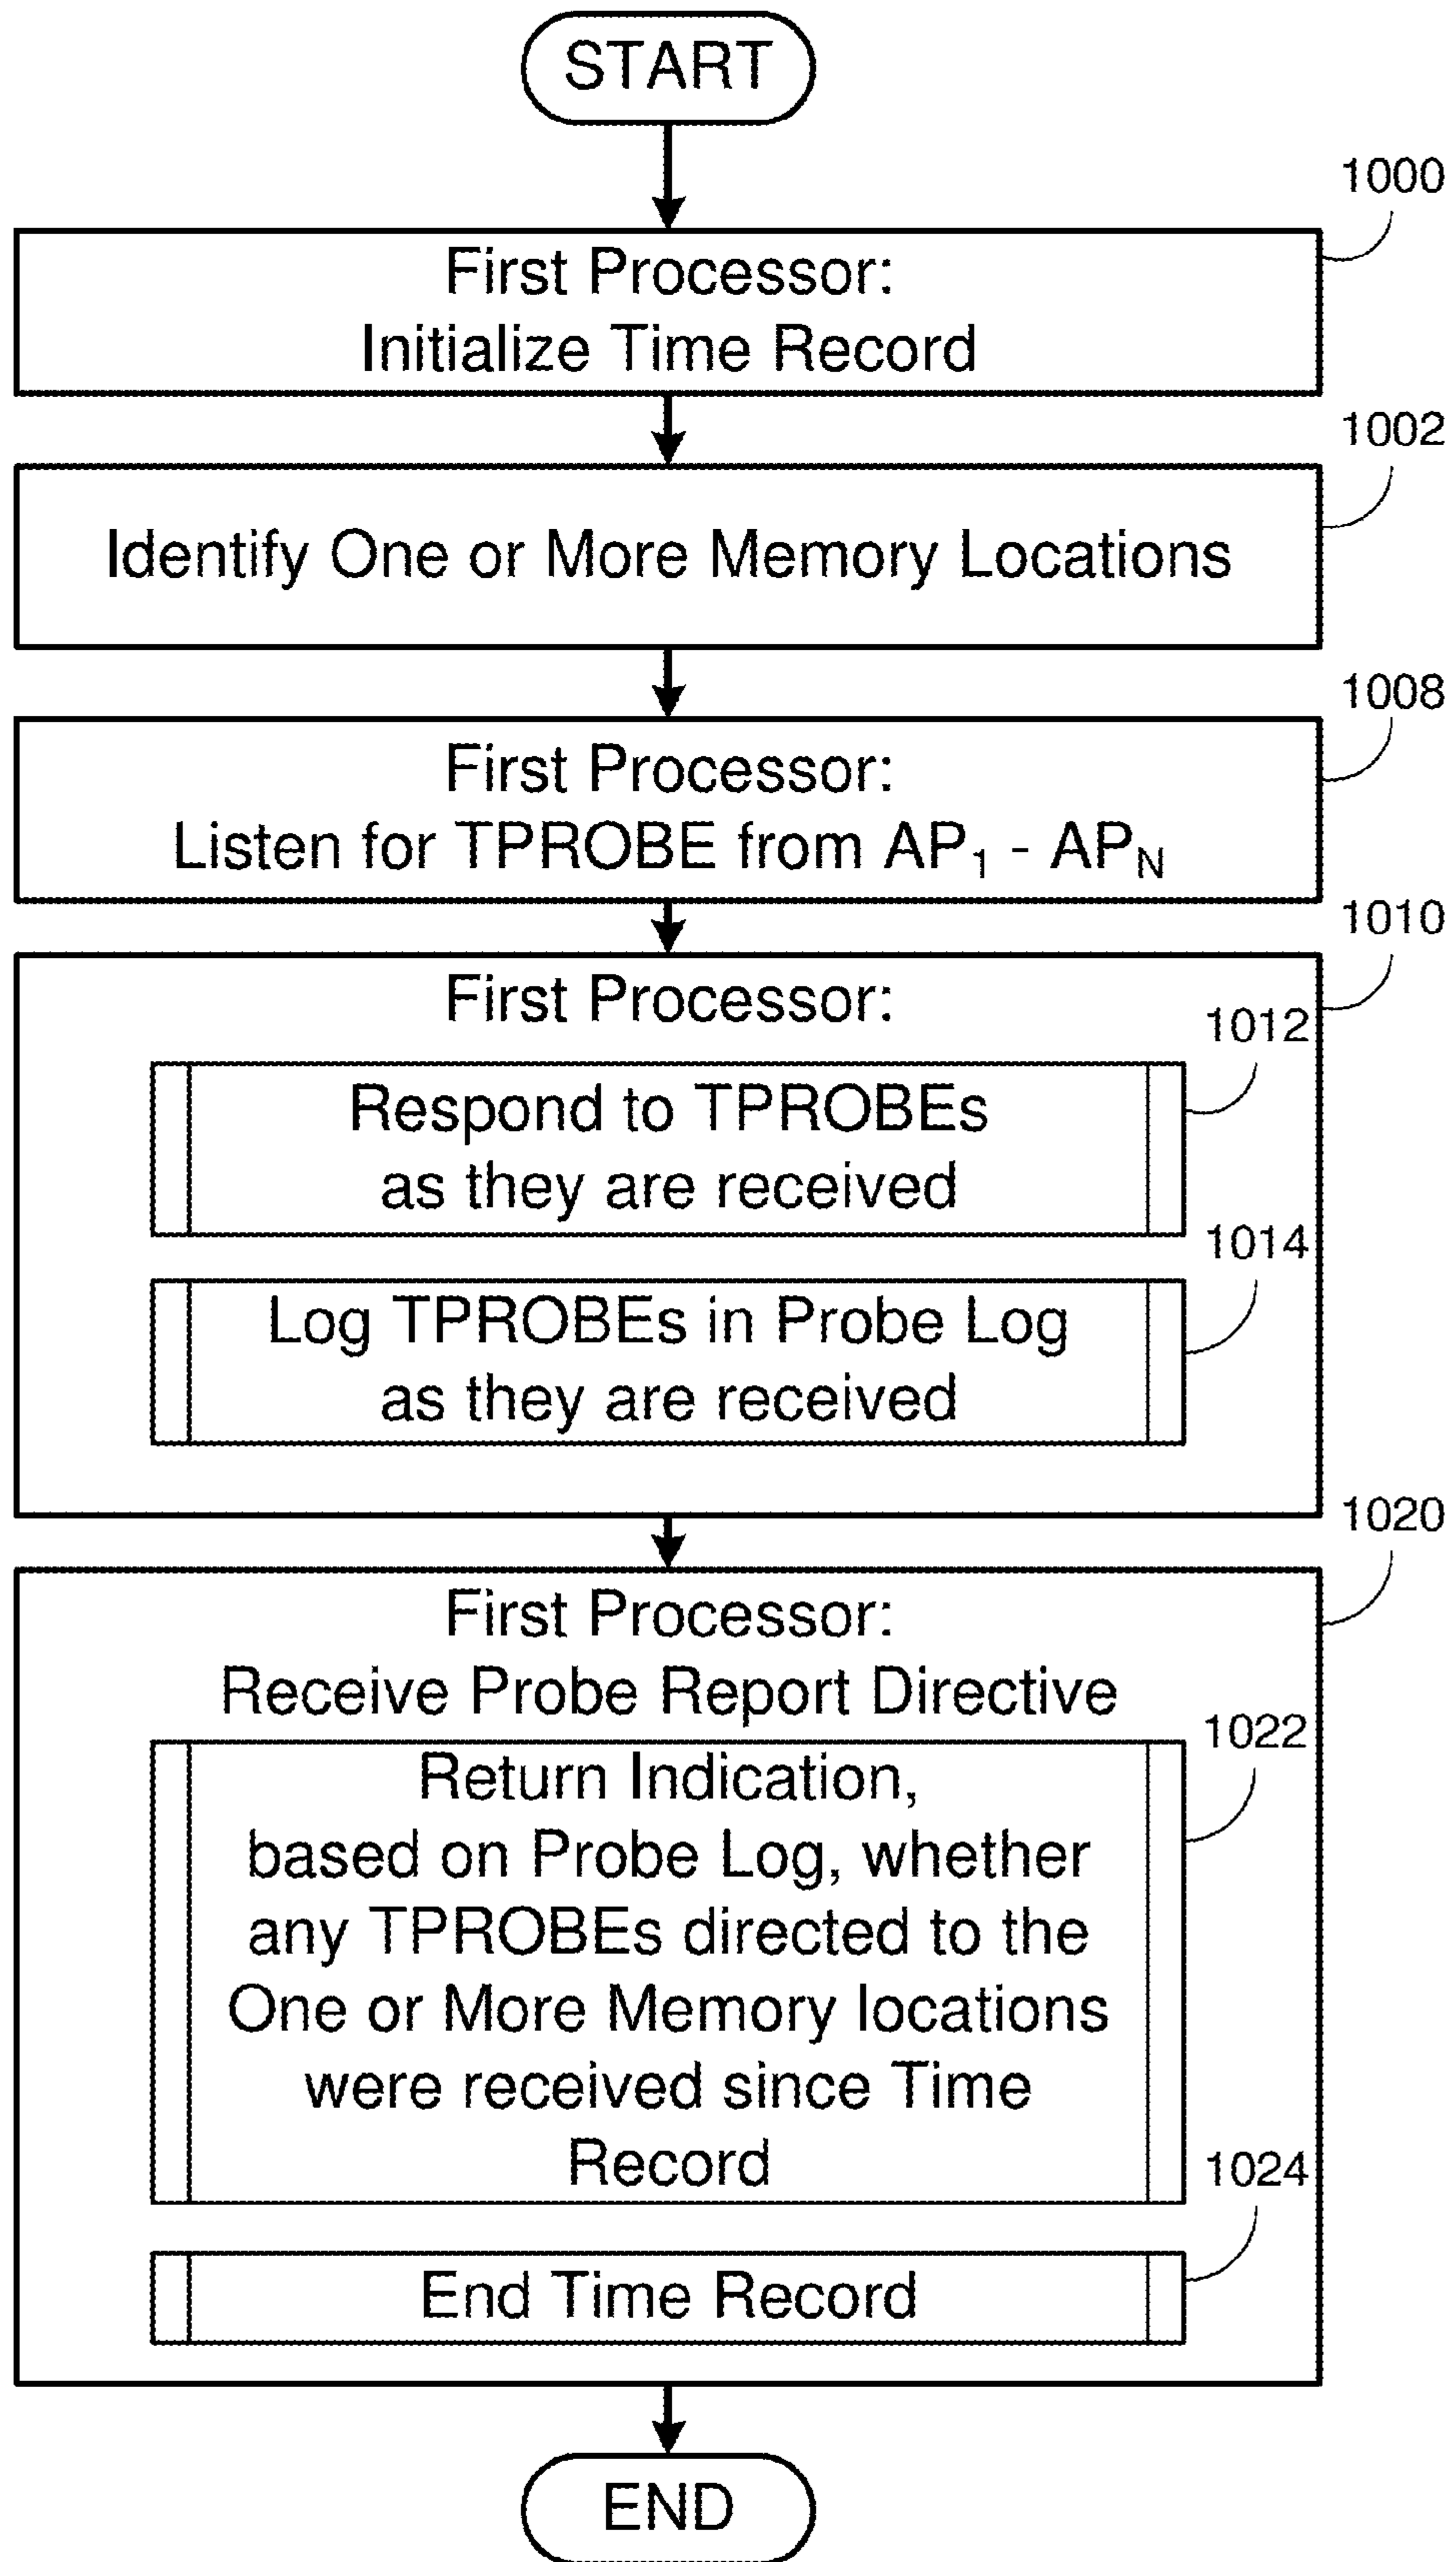 START
1000
First Processor:
Initialize Time Record
1002
Identify One or More Memory Locations
1008
First Processor:
Listen for TPROBE from AP₁ - APN
1010
First Processor:
1012
Respond to TPROBEs
as they are received
1014
Log TPROBEs in Probe Log
as they are received
1020
First Processor:
Receive Probe Report Directive
1022
Return Indication,
based on Probe Log, whether
any TPROBEs directed to the
One or More Memory locations
were received since Time
Record
1024
End Time Record
END